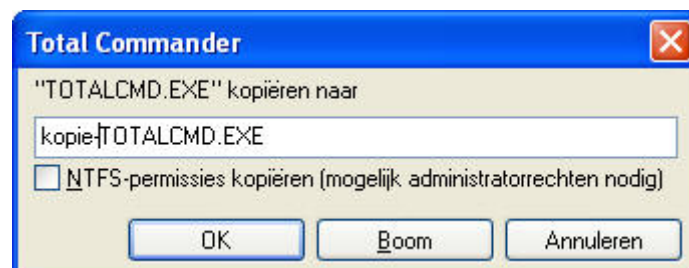 Total Commander
"TOTALCMD.EXE" kopiëren naar
kopie-TOTALCMD.EXE
NTFS-permissies kopiëren (mogelijk administratorrechten nodig)
OK Boom Annuleren